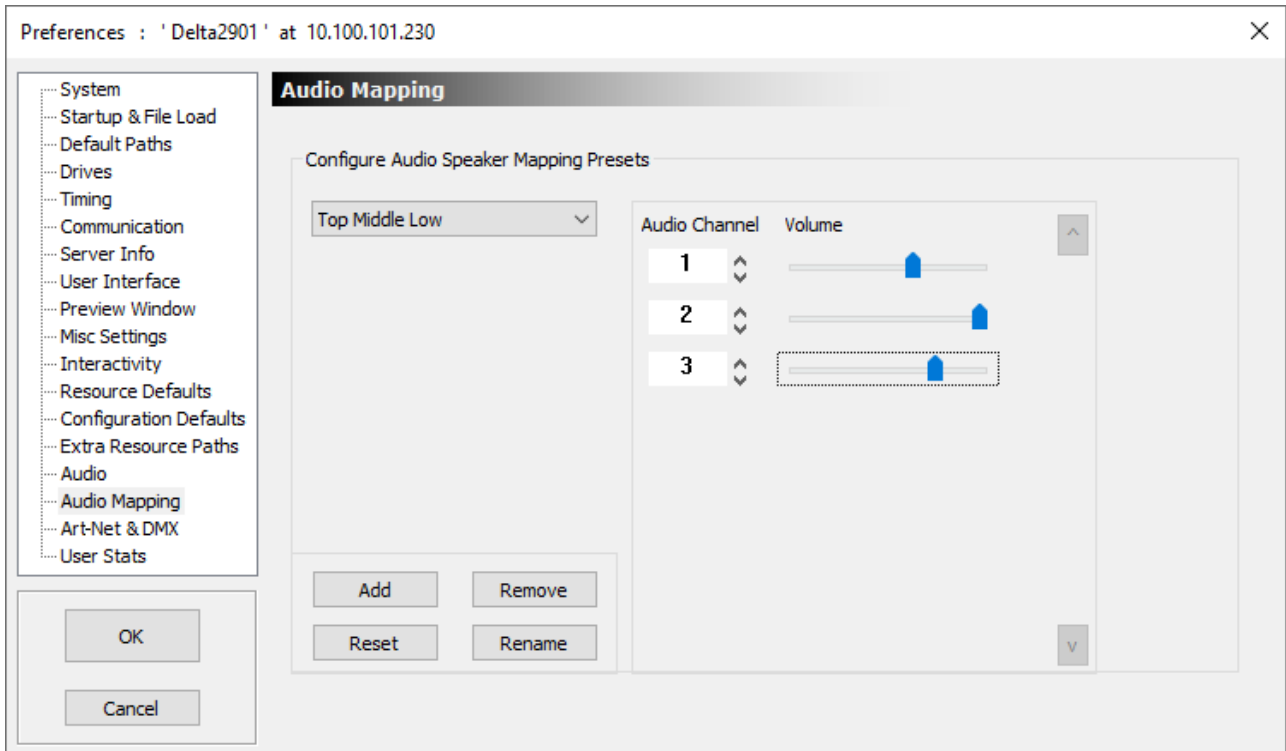 Preferences : 'Delta2901' at 10.100.101.230
System
Startup & File Load
Default Paths
Drives
Timing
Communication
Server Info
User Interface
Preview Window
Misc Settings
Interactivity
Resource Defaults
Configuration Defaults
Extra Resource Paths
Audio
Audio Mapping
Art-Net & DMX
User Stats
OK
Cancel
Audio Mapping
Configure Audio Speaker Mapping Presets
Top Middle Low
Add Remove
Reset Rename
Audio Channel Volume
1
2
3
^
v